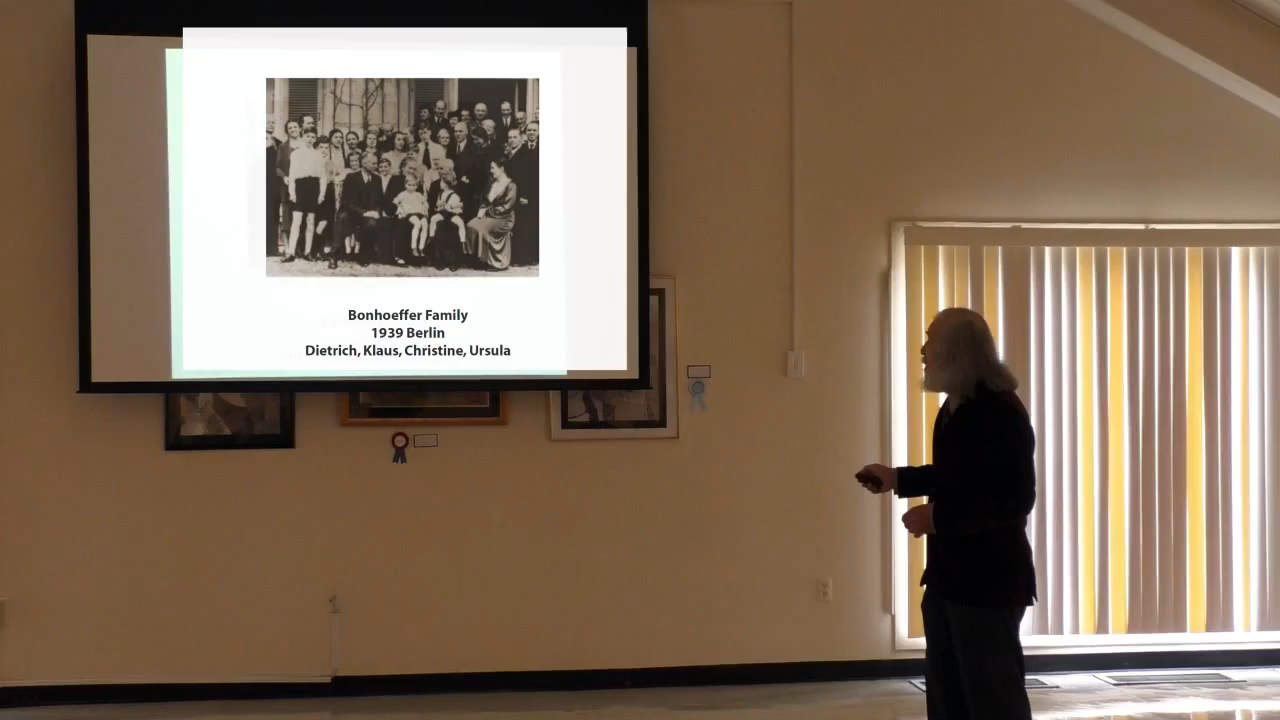 Bonhoeffer Family
1939 Berlin
Dietrich, Klaus, Christine, Ursula